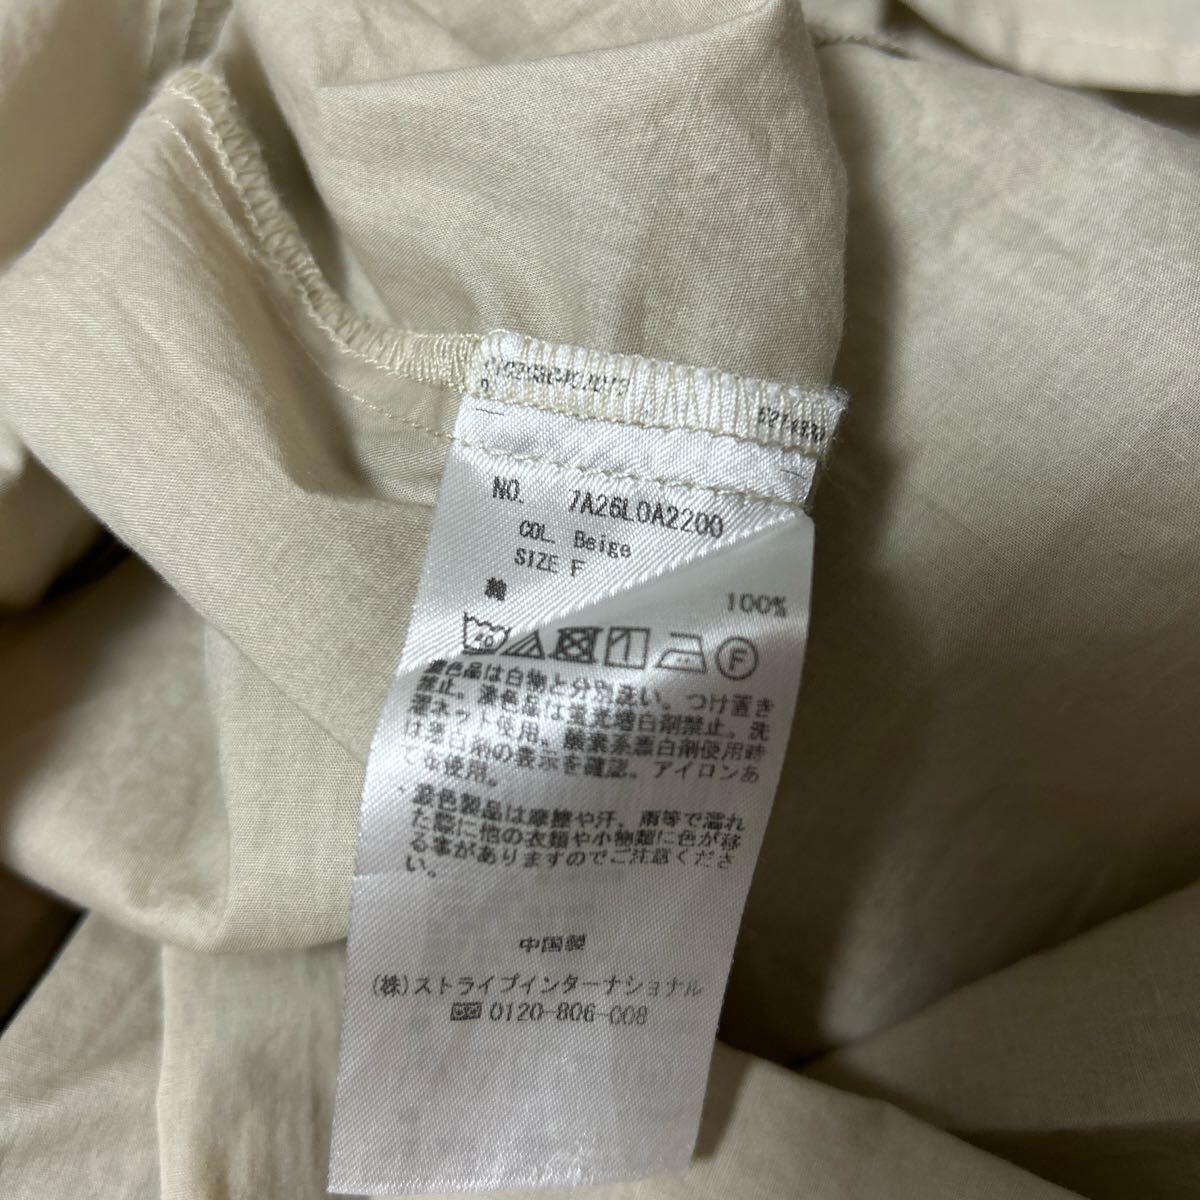 NO. 7A26L0A2200
COL Beige
SIZE F
綿 100%
40
F
濃色品は白物と分別洗い。つけ置き
禁止。淡色品は蛍光増白剤禁止。洗
濯ネット使用、酸素系漂白剤使用時
は漂白剤の表示を確認。アイロンあ
て布使用。
・濃色製品は摩擦や汗、雨等で濡れ
た際に他の衣類や小物類に色が移
る事がありますのでご注意くださ
い。
中国製
(株)ストライプインターナショナル
0120-806-008